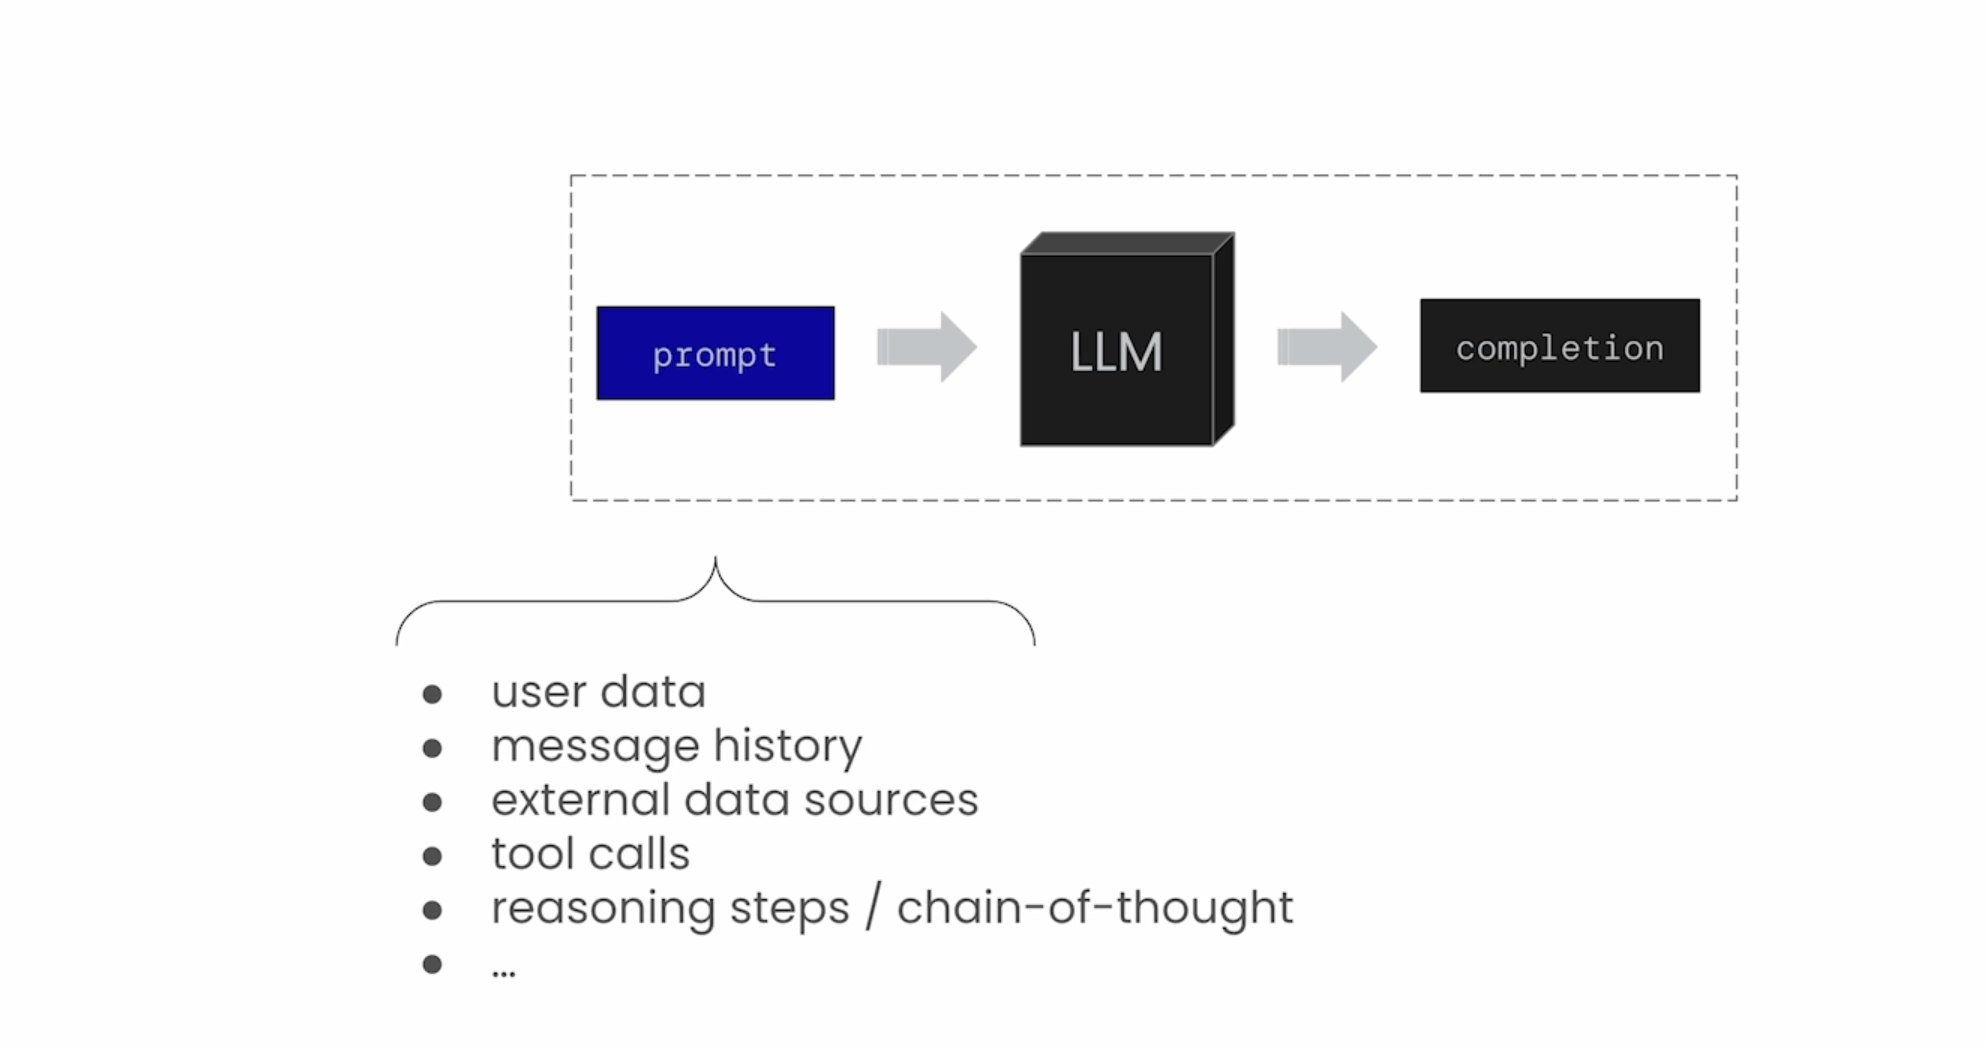 prompt
LLM
completion
● user data
● message history
● external data sources
● tool calls
● reasoning steps / chain-of-thought
● ...